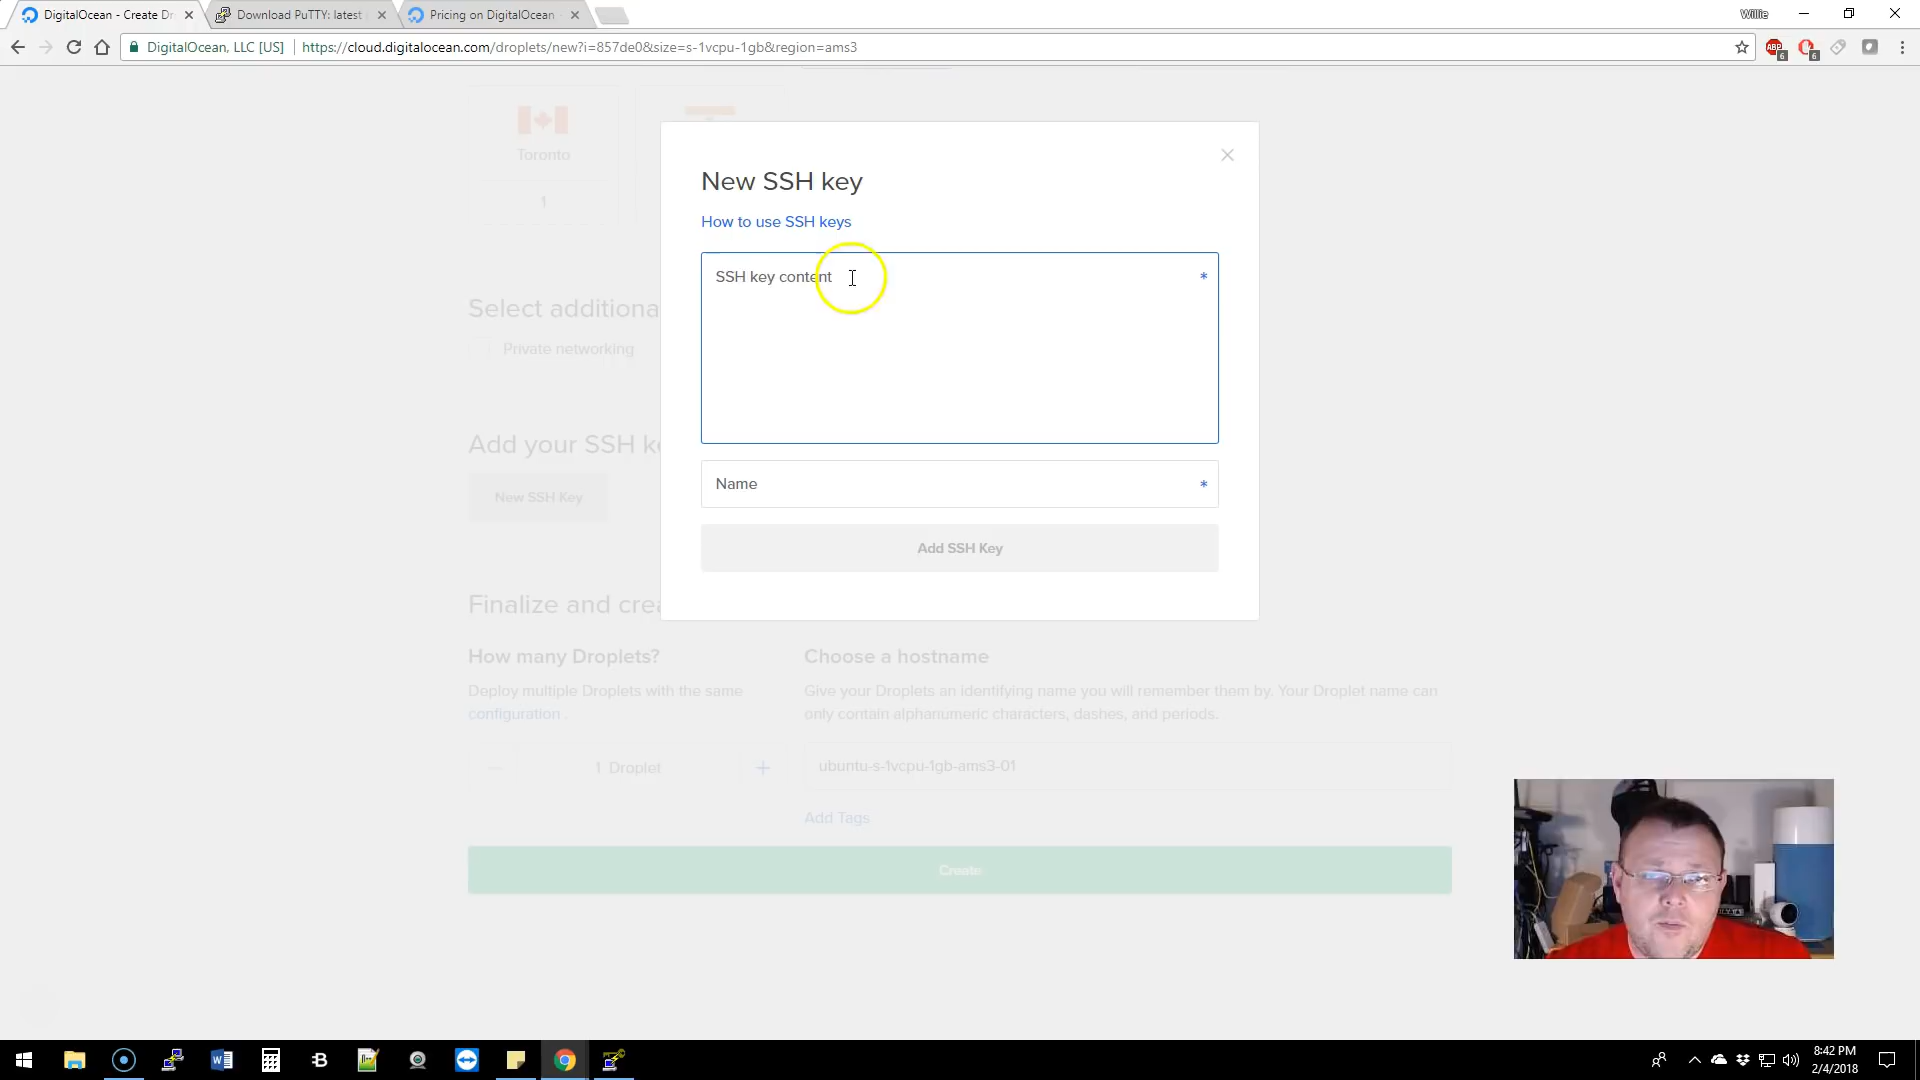 DigitalOcean - Create Dr
Download PuTTY: latest
Pricing on DigitalOcean
Willie
DigitalOcean, LLC [US]
https://cloud.digitalocean.com/droplets/new?i=857de0&size=s-1vcpu-1gb&region=ams3
ABP
6
6
Toronto
1
New SSH key
How to use SSH keys
SSH key content *
Select additiona
Private networking
Add your SSH ke
New SSH Key
Name *
Add SSH Key
Finalize and crea
How many Droplets?
Deploy multiple Droplets with the same
configuration .
1 Droplet
Choose a hostname
Give your Droplets an identifying name you will remember them by. Your Droplet name can
only contain alphanumeric characters, dashes, and periods.
ubuntu-s-1vcpu-1gb-ams3-01
Add Tags
Create
8:42 PM
2/4/2018